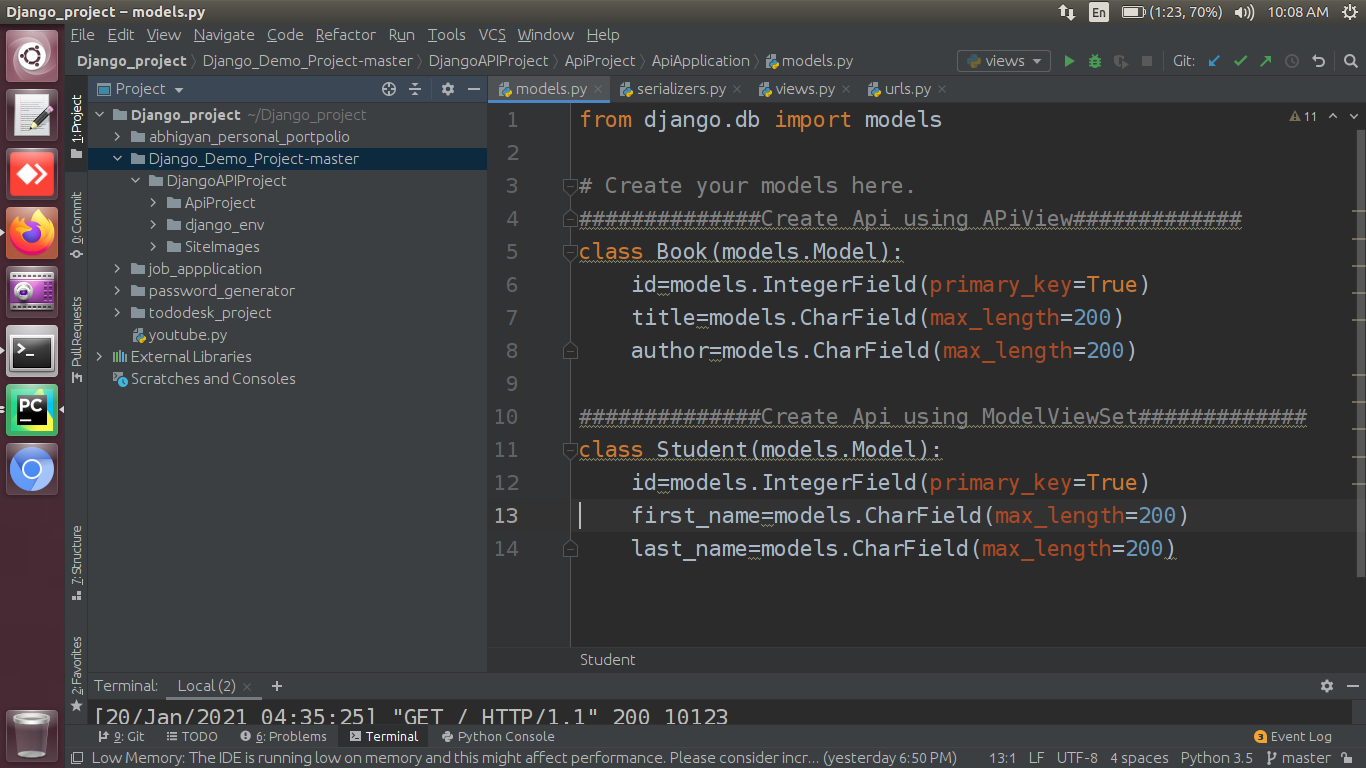 Django_project – models.py
En
(1:23, 70%)
10:08 AM
File Edit View Navigate Code Refactor Run Tools VCS Window Help
Django_project Django_Demo_Project-master DjangoAPIProject ApiProject ApiApplication models.py
views
Git:
Project
models.py
serializers.py
views.py
urls.py
1: Project
0: Commit
Pull Requests
7: Structure
2: Favorites
Django_project ~/Django_project
abhigyan_personal_portpolio
Django_Demo_Project-master
DjangoAPIProject
ApiProject
django_env
SiteImages
job_appplication
password_generator
tododesk_project
youtube.py
External Libraries
Scratches and Consoles
11
1 from django.db import models
2
3 # Create your models here.
4 ##############Create Api using APiView#############
5 class Book(models.Model):
6 id=models.IntegerField(primary_key=True)
7 title=models.CharField(max_length=200)
8 author=models.CharField(max_length=200)
9
10 ##############Create Api using ModelViewSet#############
11 class Student(models.Model):
12 id=models.IntegerField(primary_key=True)
13 first_name=models.CharField(max_length=200)
14 last_name=models.CharField(max_length=200)
Student
Terminal: Local (2) +
[20/Jan/2021 04:35:25] "GET / HTTP/1.1" 200 10123
9: Git TODO 6: Problems Terminal Python Console 3 Event Log
Low Memory: The IDE is running low on memory and this might affect performance. Please consider incr... (yesterday 6:50 PM) 13:1 LF UTF-8 4 spaces Python 3.5 master
PC